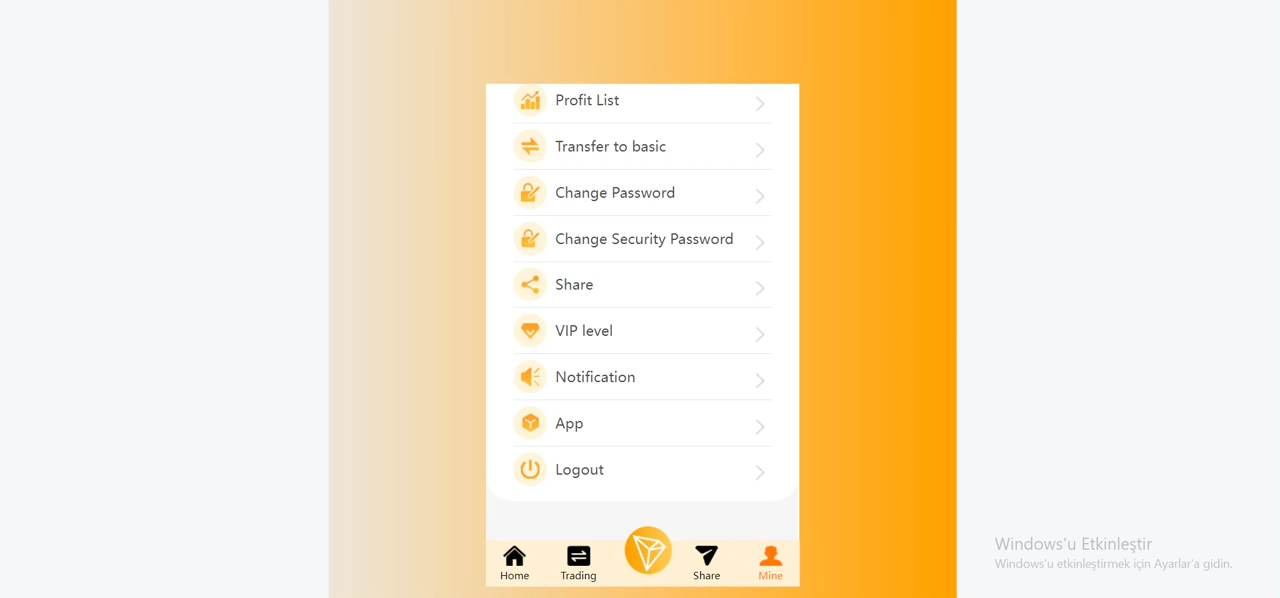 Profit List
Transfer to basic
Change Password
Change Security Password
Share
VIP level
Notification
App
Logout
Home
Trading
Share
Mine
Windows'u Etkinleştir
Windows'u etkinleştirmek için Ayarlar'a gidin.